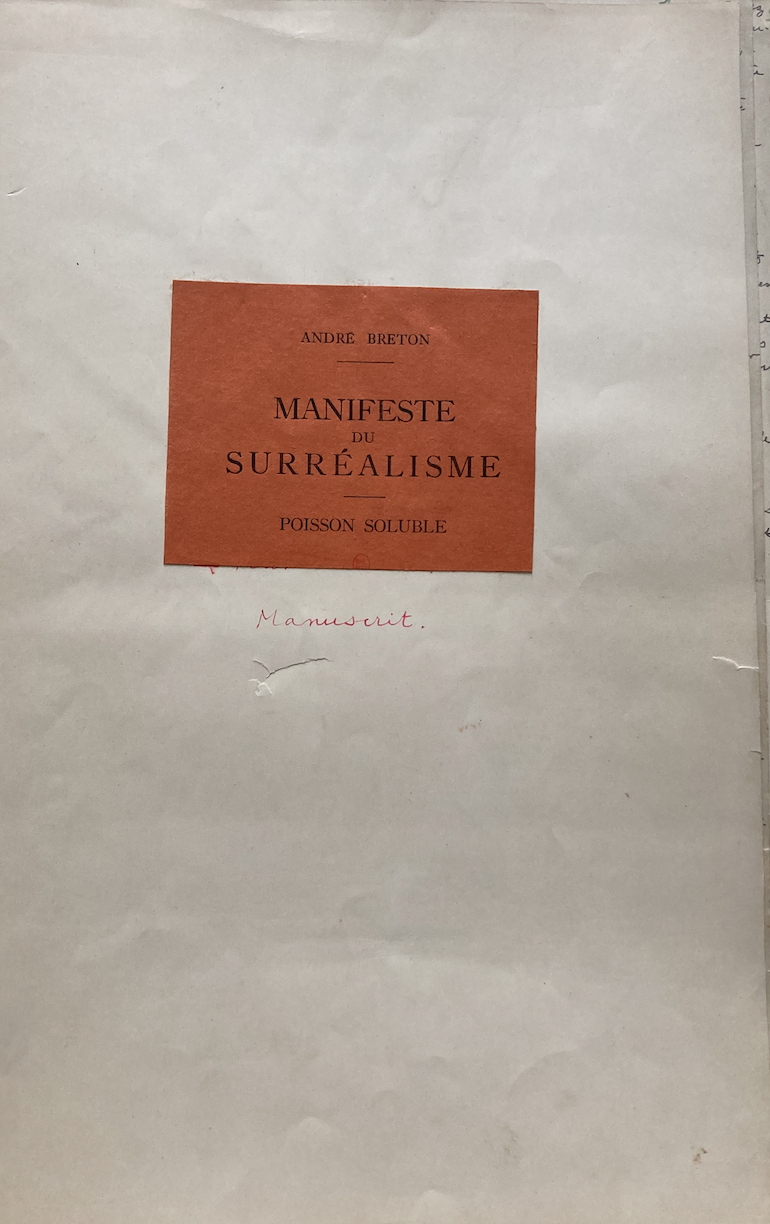 ANDRÉ BRETON
MANIFESTE
DU
SURRÉALISME
POISSON SOLUBLE
Manuscrit.